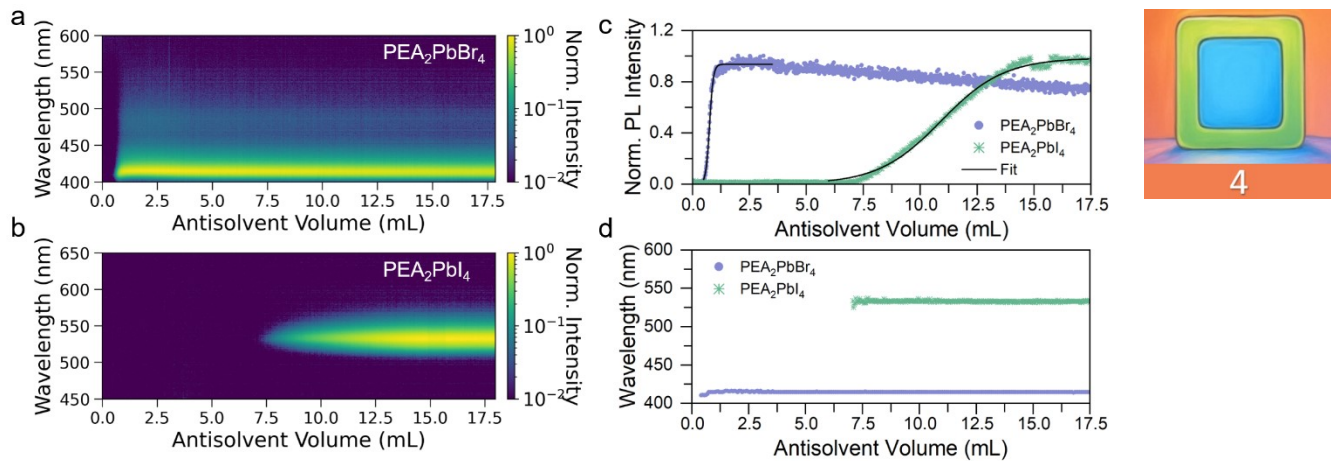 a
600
550
500
450
400
Wavelength (nm)
PEA₂PbBr₄
10⁰
10⁻¹
10⁻²
Norm. Intensity
0.0 2.5 5.0 7.5 10.0 12.5 15.0 17.5
Antisolvent Volume (mL)
b
650
600
550
500
450
Wavelength (nm)
PEA₂PbI₄
10⁰
10⁻¹
10⁻²
Norm. Intensity
0.0 2.5 5.0 7.5 10.0 12.5 15.0 17.5
Antisolvent Volume (mL)
c
1.2
0.8
0.4
0.0
Norm. PL Intensity
PEA₂PbBr₄
PEA₂PbI₄
Fit
0.0 2.5 5.0 7.5 10.0 12.5 15.0 17.5
Antisolvent Volume (mL)
d
600
550
500
450
400
Wavelength (nm)
PEA₂PbBr₄
PEA₂PbI₄
0.0 2.5 5.0 7.5 10.0 12.5 15.0 17.5
Antisolvent Volume (mL)
4